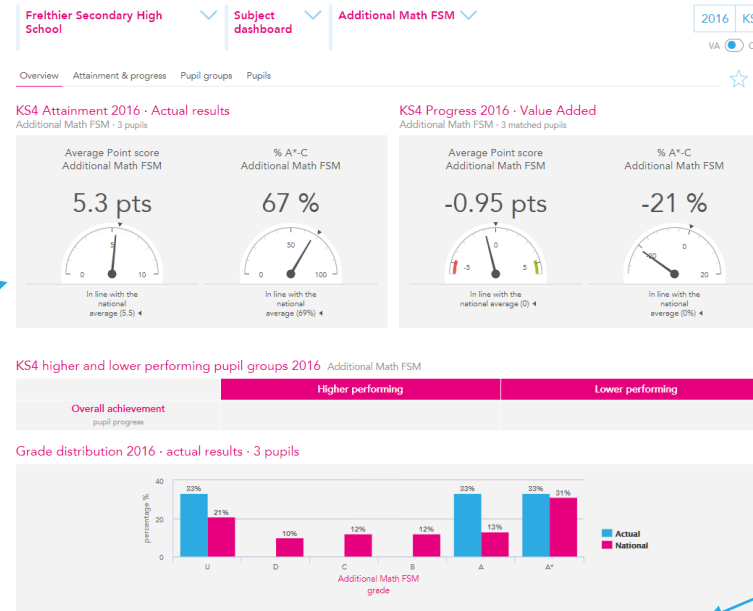 Frelthier Secondary High
School
Subject
dashboard
Additional Math FSM
2016
KS
VA
Overview
Attainment & progress
Pupil groups
Pupils
KS4 Attainment 2016 · Actual results
Additional Math FSM · 3 pupils
Average Point score
Additional Math FSM
5.3 pts
5
0
10
In line with the
national
average (5.5)
% A*-C
Additional Math FSM
67 %
50
0
100
In line with the
national
average (69%)
KS4 Progress 2016 · Value Added
Additional Math FSM · 3 matched pupils
Average Point score
Additional Math FSM
-0.95 pts
0
-5
5
In line with the
national average (0)
% A*-C
Additional Math FSM
-21 %
0
-20
20
In line with the
national
average (0%)
KS4 higher and lower performing pupil groups 2016 Additional Math FSM
Higher performing
Lower performing
Overall achievement
pupil progress
Grade distribution 2016 · actual results · 3 pupils
percentage %
40
20
0
33%
21%
10%
12%
12%
33%
13%
33%
31%
U
D
C
B
A
A*
Additional Math FSM
grade
Actual
National